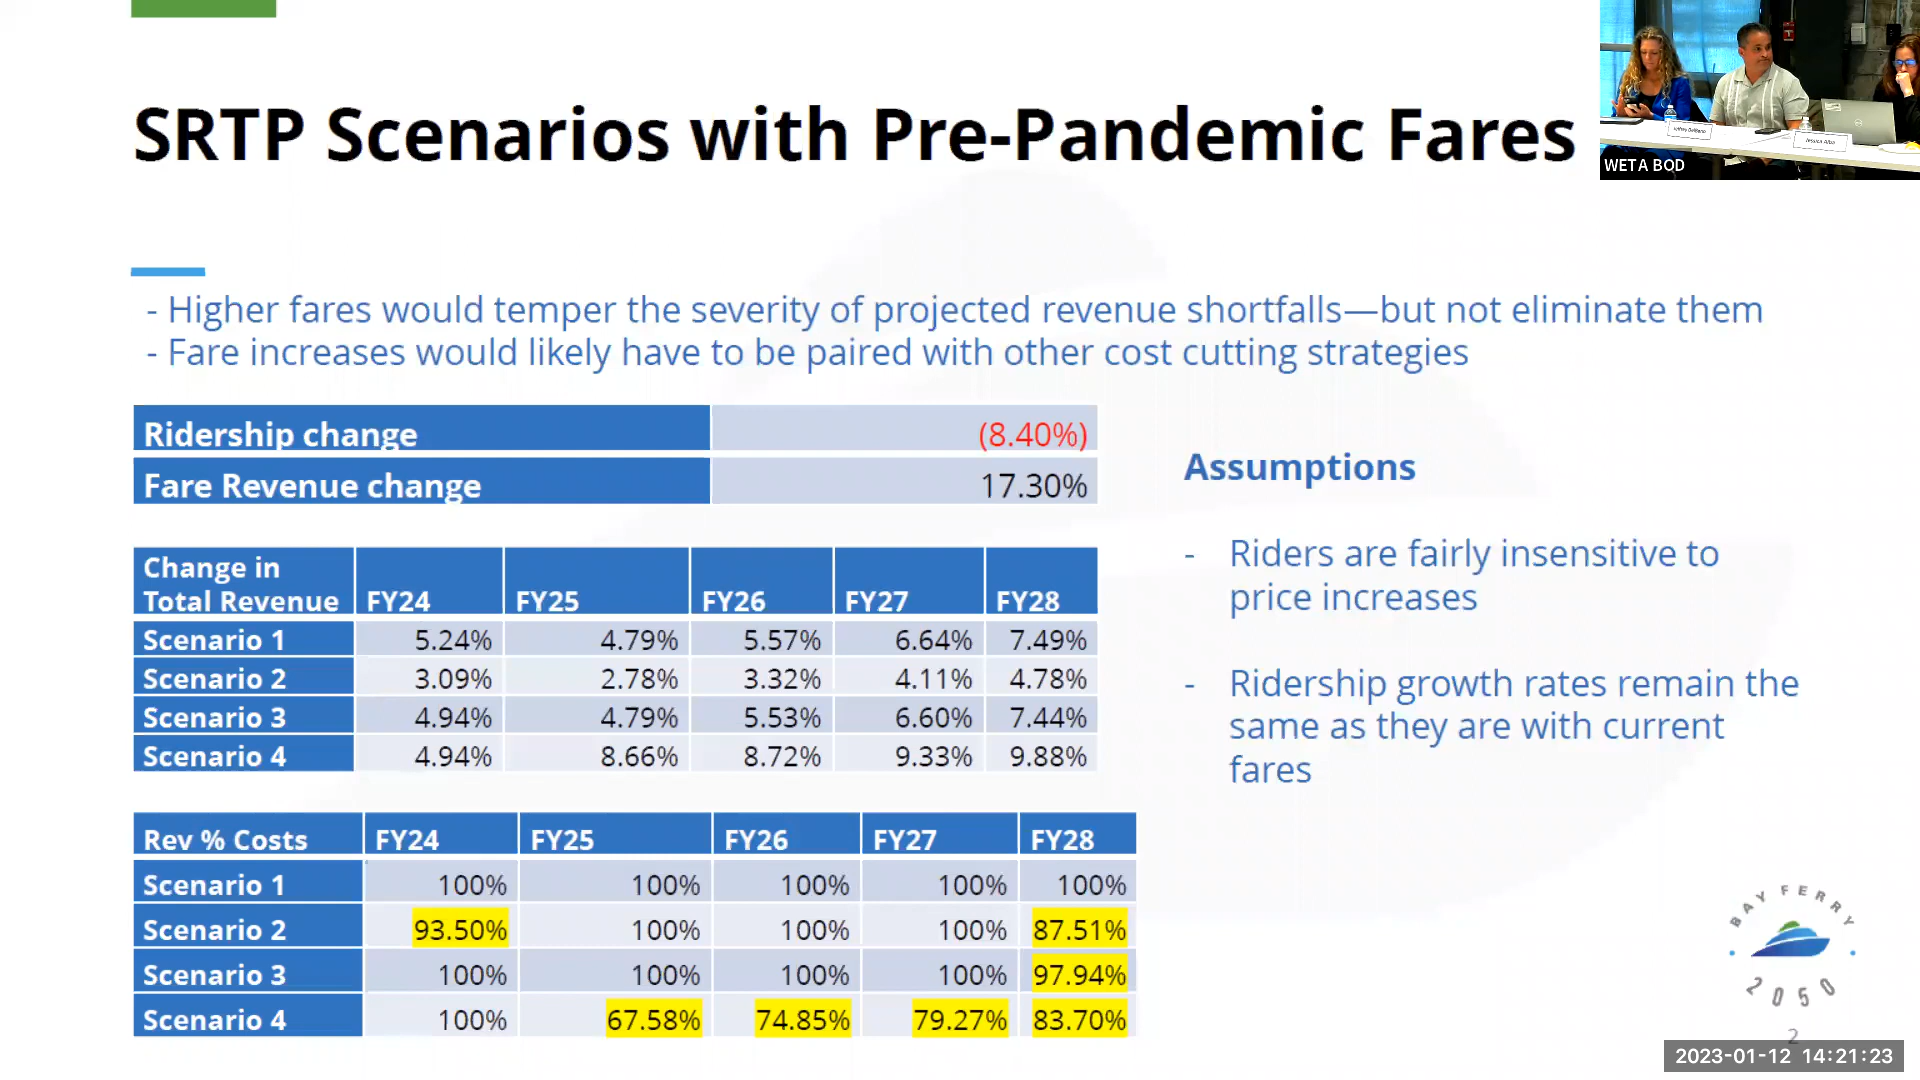 SRTP Scenarios with Pre-Pandemic Fares
WETA BOD
Jessica Alba
- Higher fares would temper the severity of projected revenue shortfalls—but not eliminate them
- Fare increases would likely have to be paired with other cost cutting strategies
Ridership change (8.40%)
Fare Revenue change 17.30%
Change in
Total Revenue FY24 FY25 FY26 FY27 FY28
Scenario 1 5.24% 4.79% 5.57% 6.64% 7.49%
Scenario 2 3.09% 2.78% 3.32% 4.11% 4.78%
Scenario 3 4.94% 4.79% 5.53% 6.60% 7.44%
Scenario 4 4.94% 8.66% 8.72% 9.33% 9.88%
Rev % Costs FY24 FY25 FY26 FY27 FY28
Scenario 1 100% 100% 100% 100% 100%
Scenario 2 93.50% 100% 100% 100% 87.51%
Scenario 3 100% 100% 100% 100% 97.94%
Scenario 4 100% 67.58% 74.85% 79.27% 83.70%
Assumptions
- Riders are fairly insensitive to
price increases
- Ridership growth rates remain the
same as they are with current
fares
BAY FERRY
2050
2
2023-01-12 14:21:23